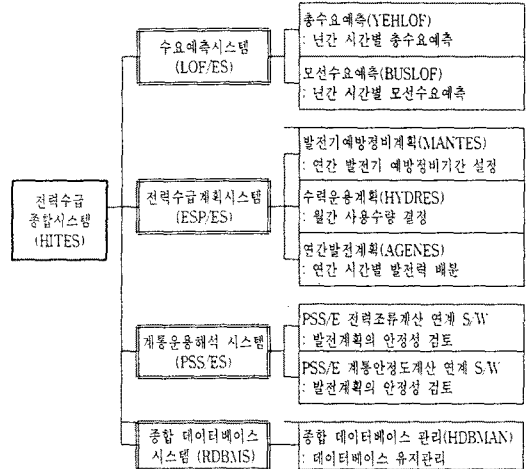 전력수급
종합시스템
(HITES)
수요예측시스템
(LOF/ES)
총수요예측(YEHLOF)
: 년간 시간별 총수요예측
모선수요예측(BUSLOF)
: 년간 시간별 모선수요예측
전력수급계획시스템
(ESP/ES)
발전기예방정비계획(MANTES)
: 연간 발전기 예방정비기간 설정
수력운용계획(HYDRES)
: 월간 사용수량 결정
연간발전계획(AGENES)
: 연간 시간별 발전력 배분
계통운용해석 시스템
(PSS/ES)
PSS/E 전력조류계산 연계 S/W
: 발전계획의 안정성 검토
PSS/E 계통안정도계산 연계 S/W
: 발전계획의 안정성 검토
종합 데이터베이스
시스템 (RDBMS)
종합 데이터베이스 관리(HDBMAN)
: 데이터베이스 유지관리